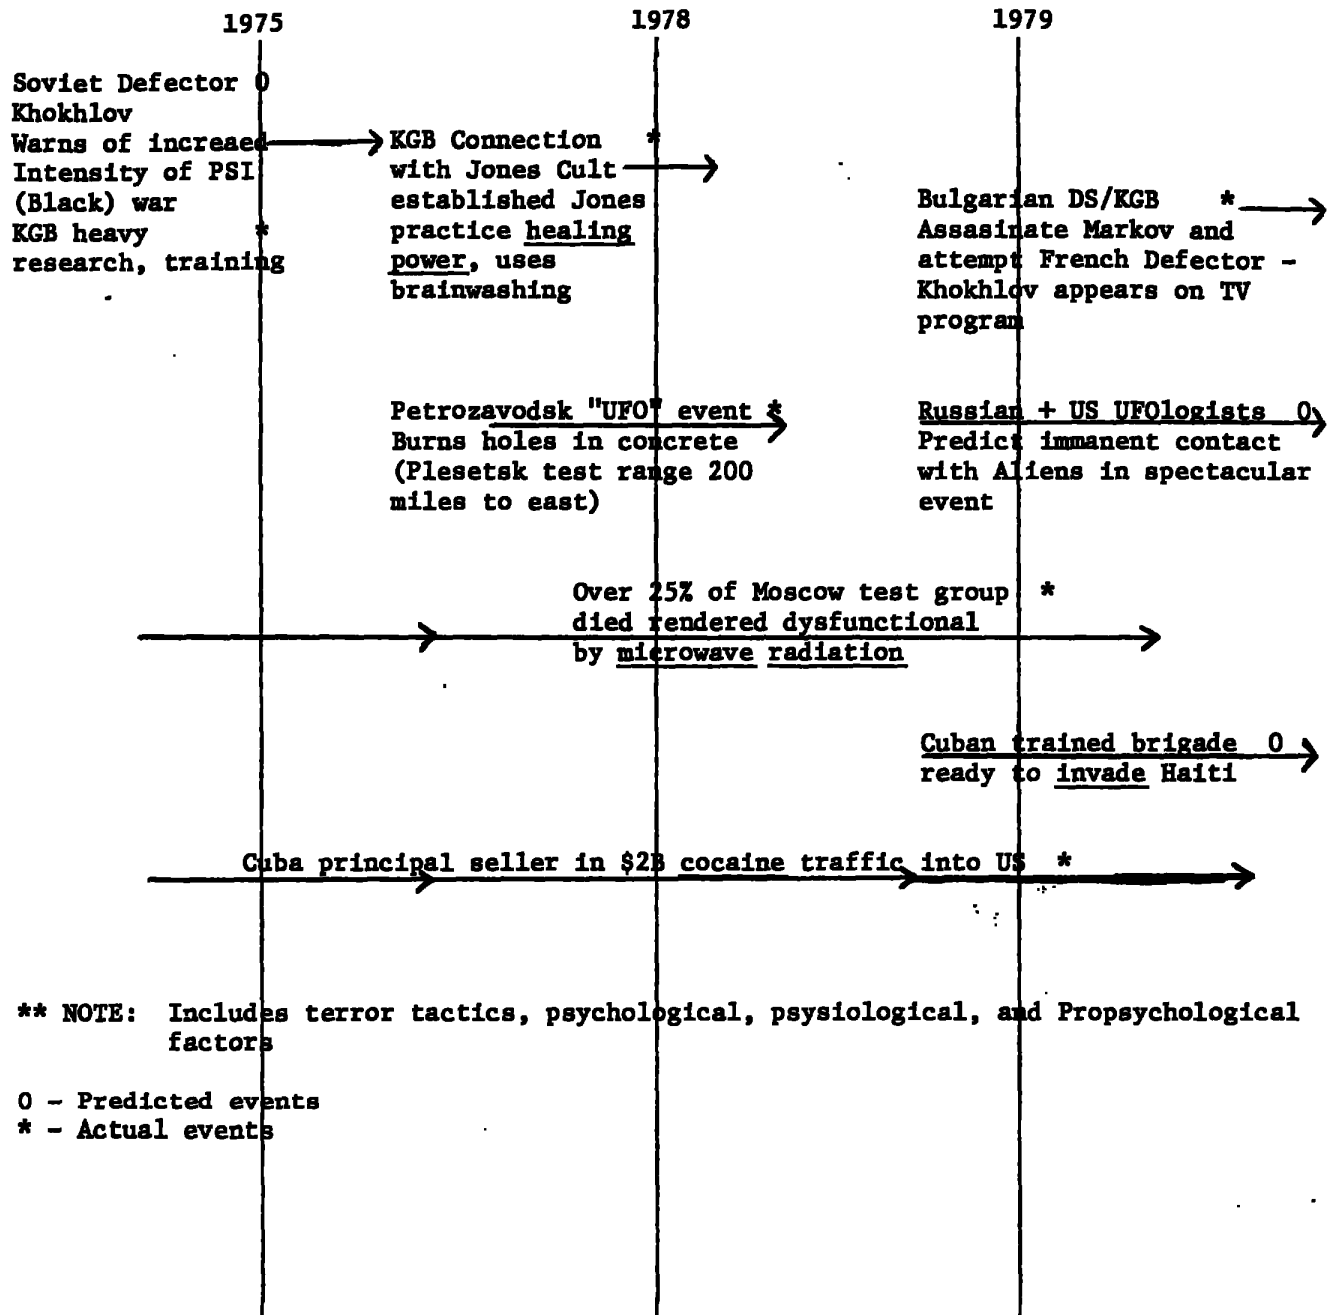 1975
1978
1979
Soviet Defector 0
Khokhlov
Warns of increaed
Intensity of PSI
(Black) war
KGB heavy *
research, training
KGB Connection *
with Jones Cult
established Jones
practice healing
power, uses
brainwashing
Bulgarian DS/KGB *
Assasinate Markov and
attempt French Defector -
Khokhlov appears on TV
program
Petrozavodsk "UFO" event *
Burns holes in concrete
(Plesetsk test range 200
miles to east)
Russian + US UFOlogists 0
Predict immanent contact
with Aliens in spectacular
event
Over 25% of Moscow test group *
died rendered dysfunctional
by microwave radiation
Cuban trained brigade 0
ready to invade Haiti
Cuba principal seller in $2B cocaine traffic into US *
** NOTE: Includes terror tactics, psychological, psysiological, and Propsychological
factors
0 - Predicted events
* - Actual events